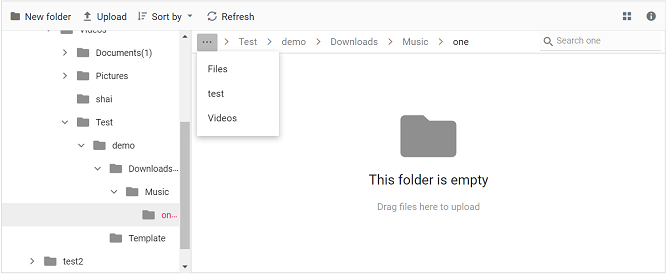 New folder Upload Sort by Refresh
Videos
Documents(1)
Pictures
shai
Test
demo
Downloads...
Music
on...
Template
test2
... Test demo Downloads Music one Search one
Files
test
Videos
This folder is empty
Drag files here to upload